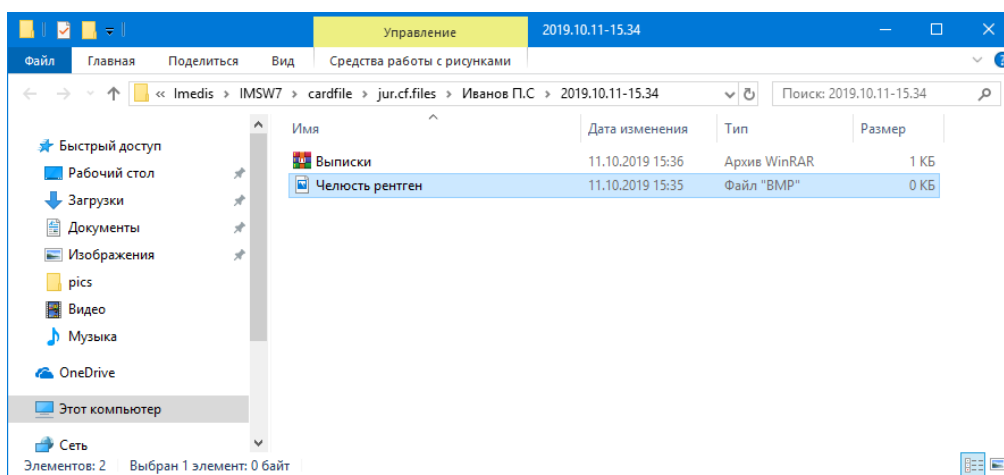 Управление
2019.10.11-15.34
Файл Главная Поделиться Вид Средства работы с рисунками
« Imedis › IMSW7 › cardfile › jur.cf.files › Иванов П.С › 2019.10.11-15.34 Поиск: 2019.10.11-15.34
Имя Дата изменения Тип Размер
Быстрый доступ
Выписки 11.10.2019 15:36 Архив WinRAR 1 КБ
Рабочий стол
Челюсть рентген 11.10.2019 15:35 Файл "BMP" 0 КБ
Загрузки
Документы
Изображения
pics
Видео
Музыка
OneDrive
Этот компьютер
Сеть
Элементов: 2 Выбран 1 элемент: 0 байт